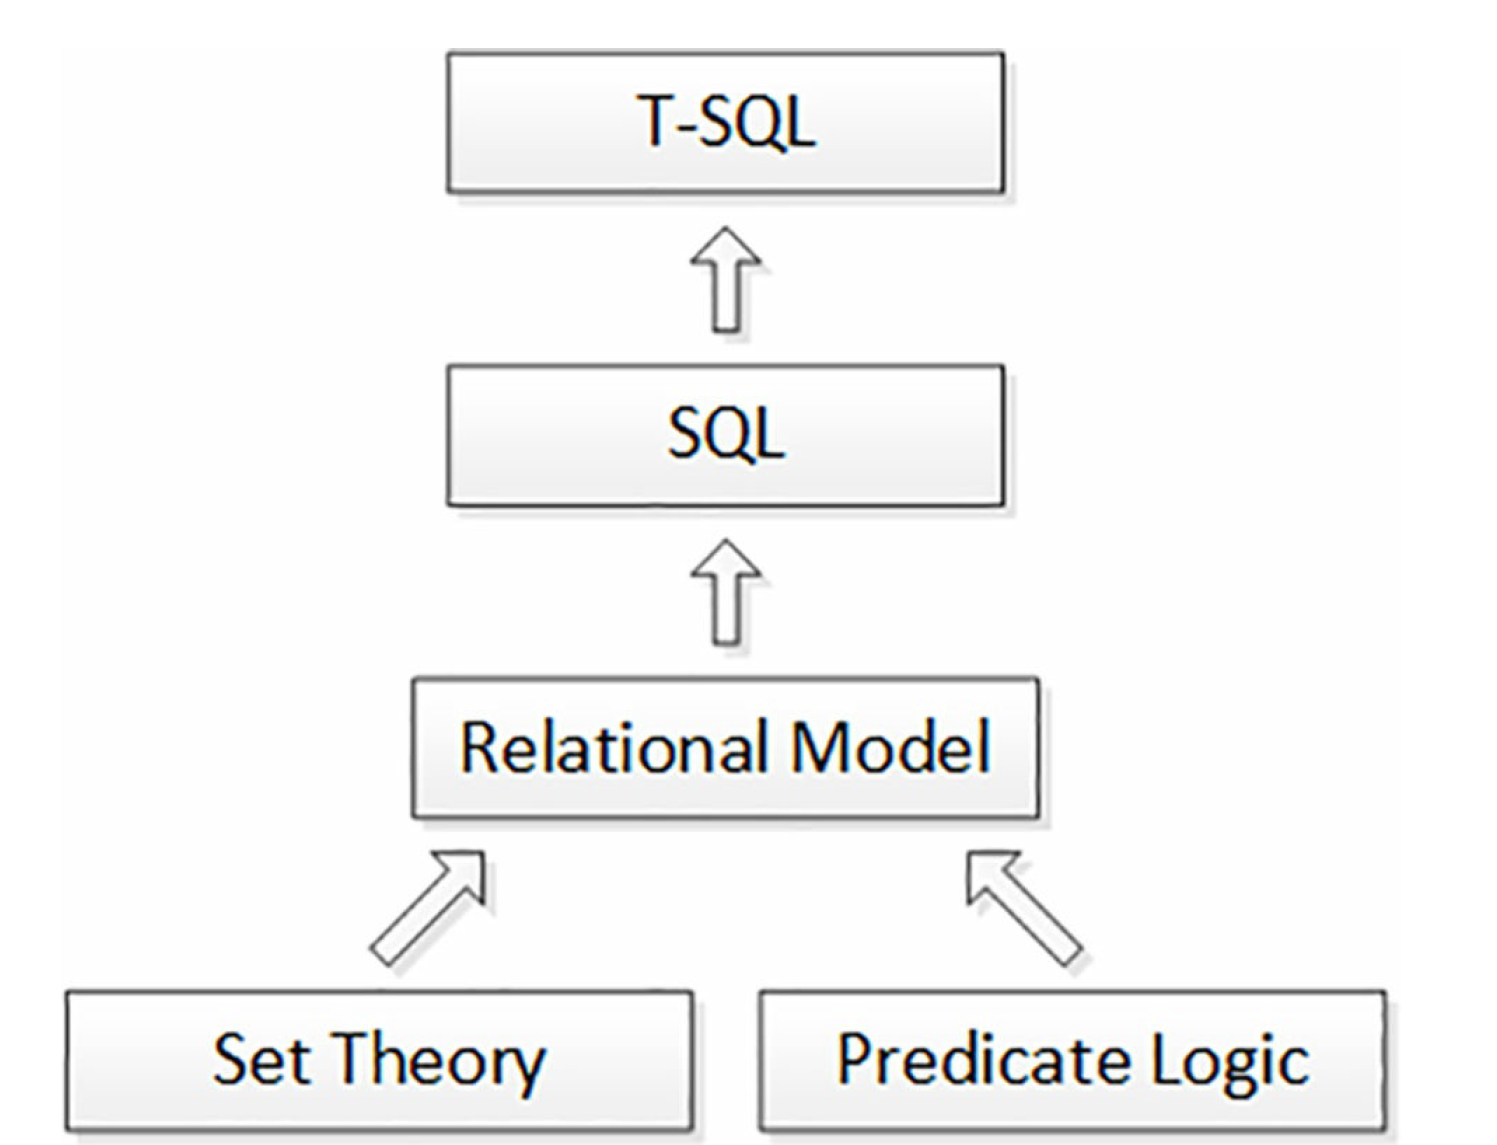 T-SQL
SQL
Relational Model
Set Theory
Predicate Logic